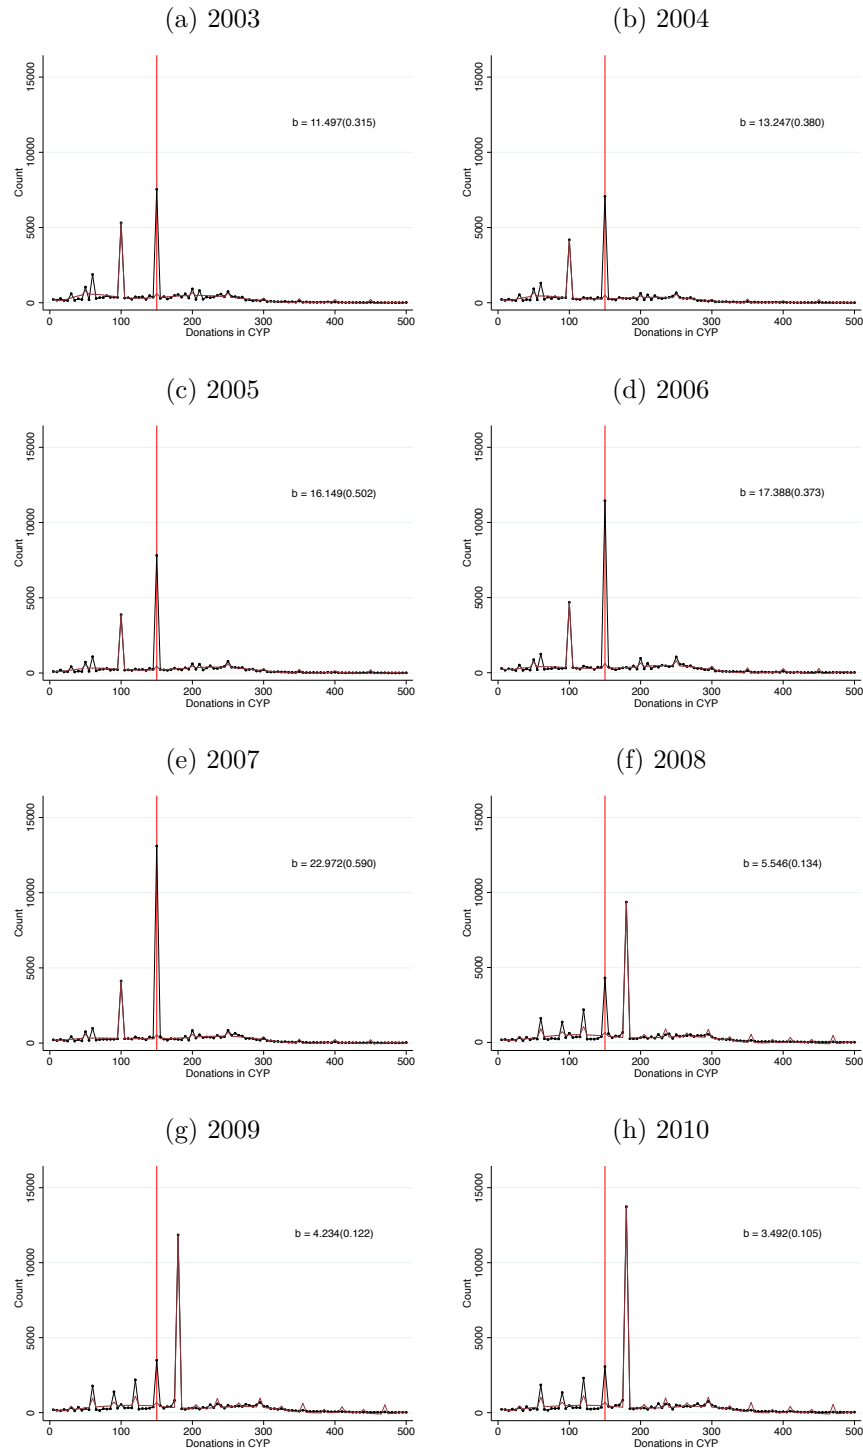 (a) 2003
15000
10000
5000
0
Count
b = 11.497(0.315)
0 100 200 300 400 500
Donations in CYP
(b) 2004
15000
10000
5000
0
Count
b = 13.247(0.380)
0 100 200 300 400 500
Donations in CYP
(c) 2005
15000
10000
5000
0
Count
b = 16.149(0.502)
0 100 200 300 400 500
Donations in CYP
(d) 2006
15000
10000
5000
0
Count
b = 17.388(0.373)
0 100 200 300 400 500
Donations in CYP
(e) 2007
15000
10000
5000
0
Count
b = 22.972(0.590)
0 100 200 300 400 500
Donations in CYP
(f) 2008
15000
10000
5000
0
Count
b = 5.546(0.134)
0 100 200 300 400 500
Donations in CYP
(g) 2009
15000
10000
5000
0
Count
b = 4.234(0.122)
0 100 200 300 400 500
Donations in CYP
(h) 2010
15000
10000
5000
0
Count
b = 3.492(0.105)
0 100 200 300 400 500
Donations in CYP